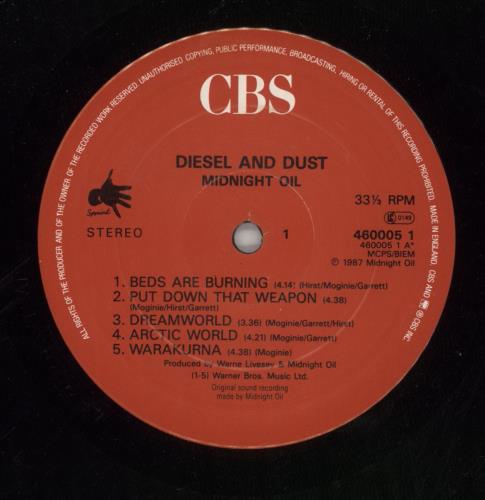 ALL RIGHTS OF THE PRODUCER AND OF THE OWNER OF THE RECORDED WORK RESERVED. UNAUTHORISED COPYING, PUBLIC PERFORMANCE, BROADCASTING, HIRING OR RENTAL OF THIS RECORDING PROHIBITED. MADE IN ENGLAND. CBS AND ARE ® CBS INC.
CBS
DIESEL AND DUST
MIDNIGHT OIL
Sprint
STEREO
1
33⅓ RPM
LC 0149
460005 1
460005 1 A*
MCPS/BIEM
℗ 1987 Midnight Oil
1. BEDS ARE BURNING (4.14) (Hirst/Moginie/Garrett)
2. PUT DOWN THAT WEAPON (4.38)
(Moginie/Hirst/Garrett)
3. DREAMWORLD (3.36) (Moginie/Garrett/Hirst)
4. ARCTIC WORLD (4.21) (Moginie/Garrett)
5. WARAKURNA (4.38) (Moginie)
Produced by Warne Livesey & Midnight Oil
(1-5) Warner Bros. Music Ltd.
Original sound recording
made by Midnight Oil